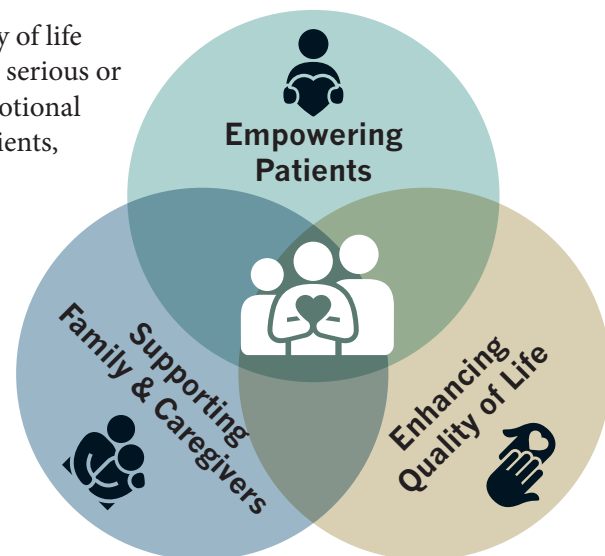 y of life
serious or
otional
ients,
Empowering
Patients
Supporting
Family & Caregivers
Enhancing
Quality of Life